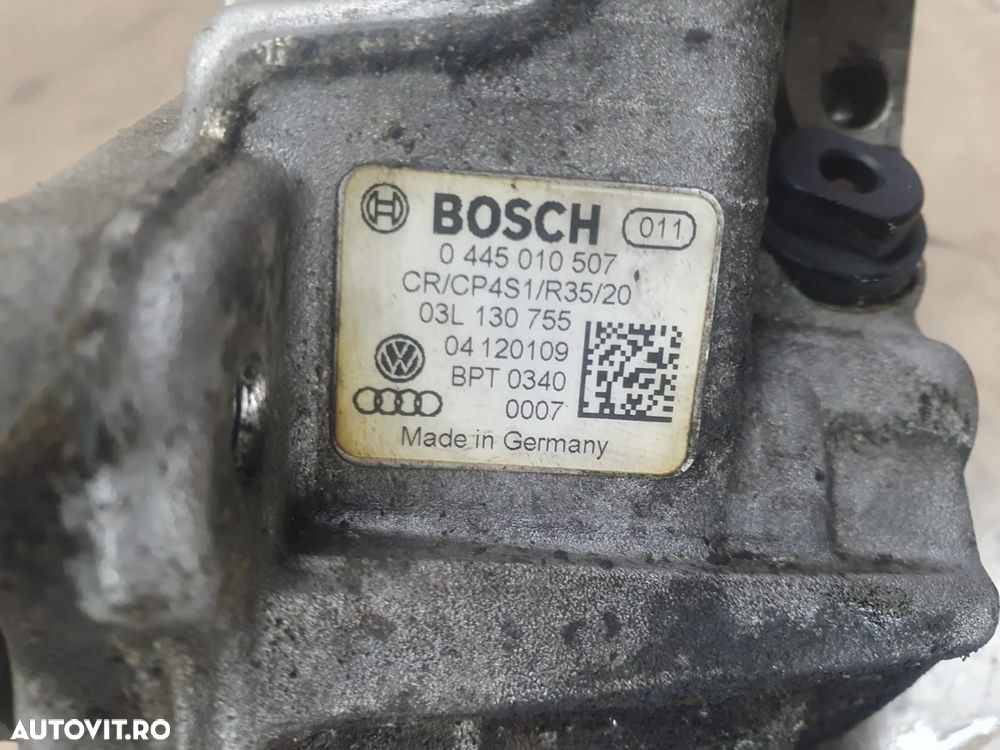 BOSCH 011
0 445 010 507
CR/CP4S1/R35/20
03L 130 755
04 120109
BPT 0340
0007
Made in Germany
AUTOVIT.RO